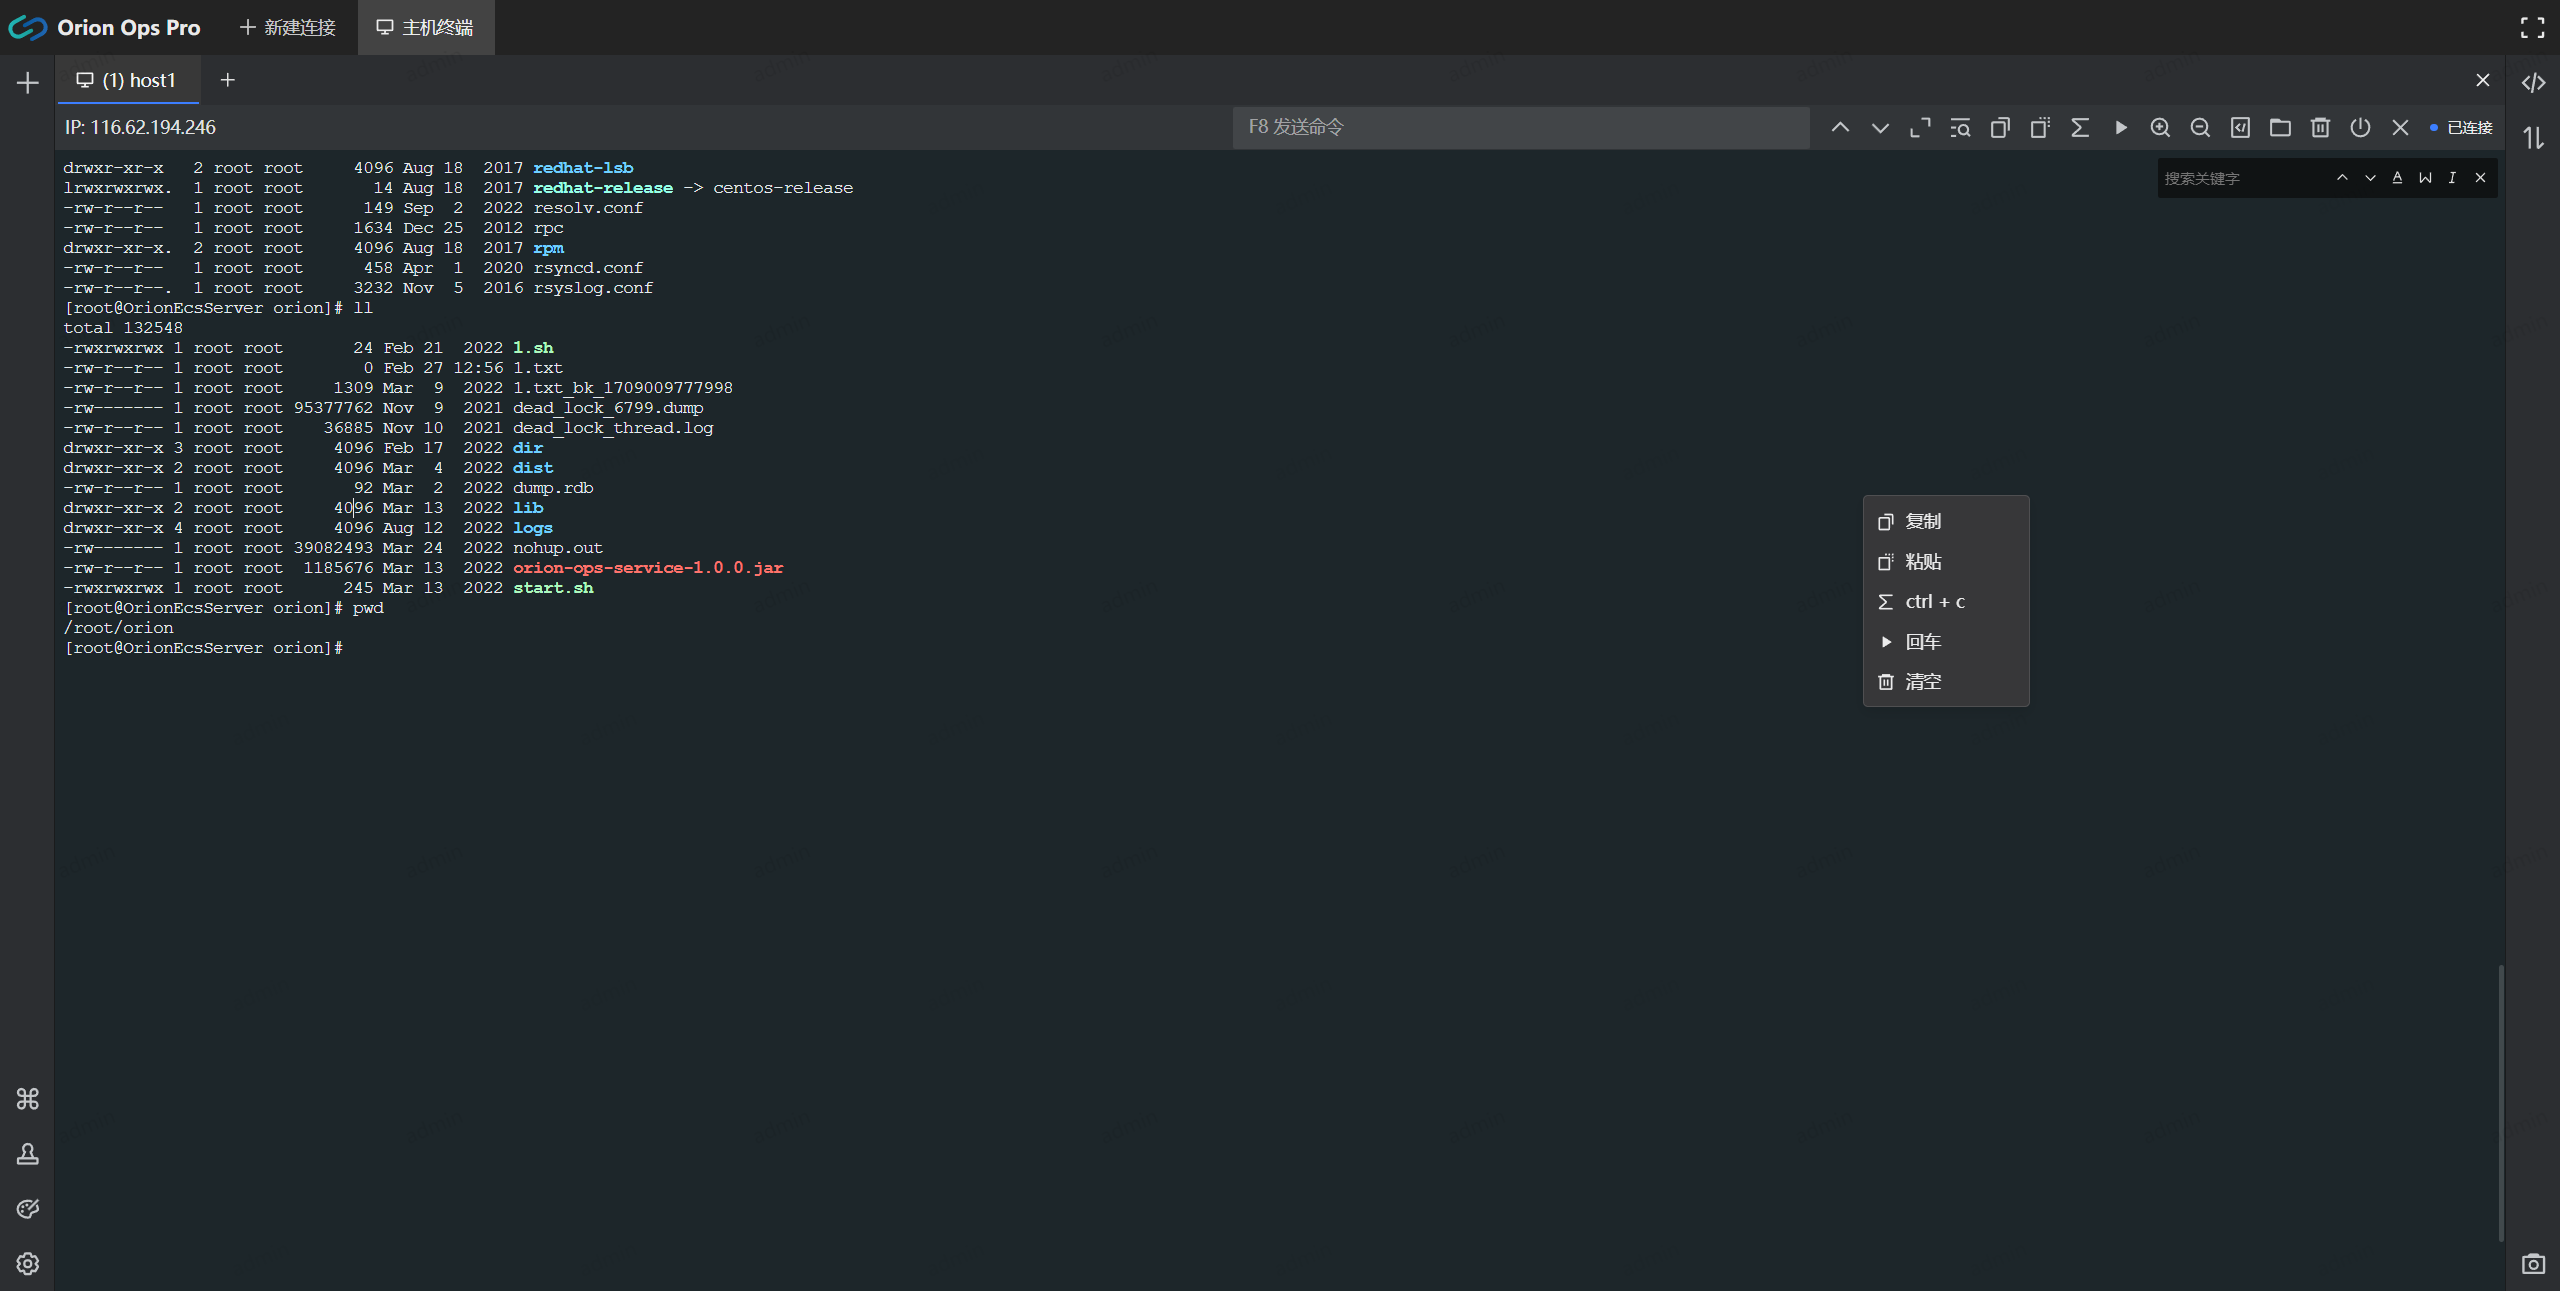 Orion Ops Pro
新建连接
主机终端
(1) host1
IP: 116.62.194.246
F8 发送命令
已连接
搜索关键字
drwxr-xr-x   2 root root     4096 Aug 18  2017 redhat-lsb
lrwxrwxrwx.  1 root root       14 Aug 18  2017 redhat-release -> centos-release
-rw-r--r--   1 root root      149 Sep  2  2022 resolv.conf
-rw-r--r--   1 root root     1634 Dec 25  2012 rpc
drwxr-xr-x.  2 root root     4096 Aug 18  2017 rpm
-rw-r--r--   1 root root      458 Apr  1  2020 rsyncd.conf
-rw-r--r--.  1 root root     3232 Nov  5  2016 rsyslog.conf
[root@OrionEcsServer orion]# ll
total 132548
-rwxrwxrwx 1 root root       24 Feb 21  2022 1.sh
-rw-r--r-- 1 root root        0 Feb 27 12:56 1.txt
-rw-r--r-- 1 root root     1309 Mar  9  2022 1.txt_bk_1709009777998
-rw------- 1 root root 95377762 Nov  9  2021 dead_lock_6799.dump
-rw-r--r-- 1 root root    36885 Nov 10  2021 dead_lock_thread.log
drwxr-xr-x 3 root root     4096 Feb 17  2022 dir
drwxr-xr-x 2 root root     4096 Mar  4  2022 dist
-rw-r--r-- 1 root root       92 Mar  2  2022 dump.rdb
drwxr-xr-x 2 root root     4096 Mar 13  2022 lib
drwxr-xr-x 4 root root     4096 Aug 12  2022 logs
-rw------- 1 root root 39082493 Mar 24  2022 nohup.out
-rw-r--r-- 1 root root  1185676 Mar 13  2022 orion-ops-service-1.0.0.jar
-rwxrwxrwx 1 root root      245 Mar 13  2022 start.sh
[root@OrionEcsServer orion]# pwd
/root/orion
[root@OrionEcsServer orion]#
复制
粘贴
ctrl + c
回车
清空